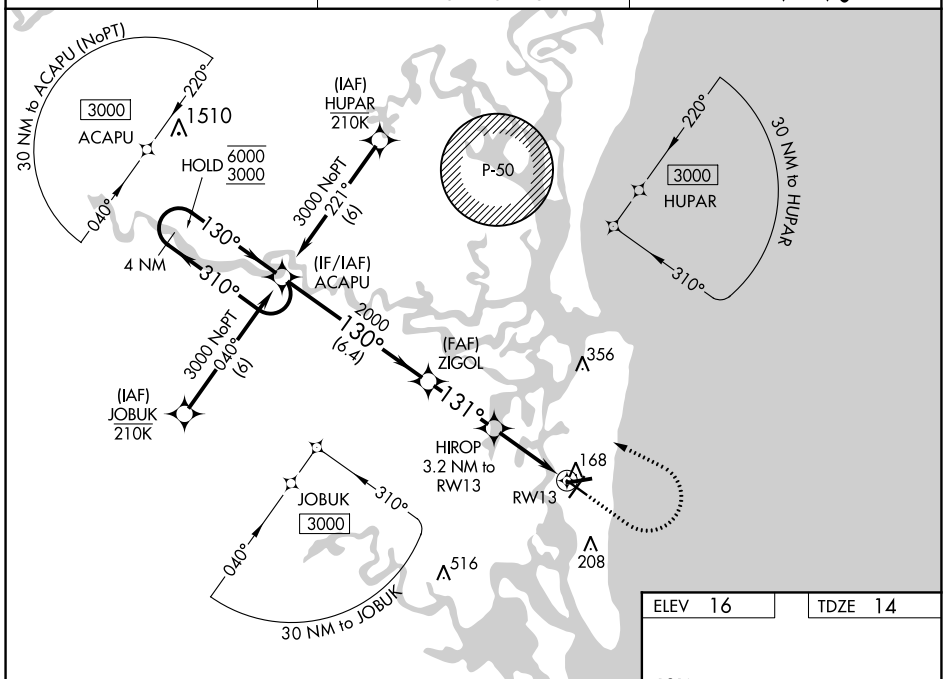 30 NM to ACAPU (NoPT)
220°
3000
ACAPU
1510
040°
HOLD 6000
3000
(IAF)
HUPAR
210K
3000 NoPT
221°
(6)
P-50
220°
30 NM to HUPAR
3000
HUPAR
310°
130°
4 NM
310°
(IF/IAF)
ACAPU
2000
130°
(6.4)
3000 NoPT
040°
(6)
(IAF)
JOBUK
210K
(FAF)
ZIGOL
131°
356
HIROP
3.2 NM to
RW13
168
RW13
208
516
JOBUK
3000
310°
040°
30 NM to JOBUK
ELEV 16
TDZE 14